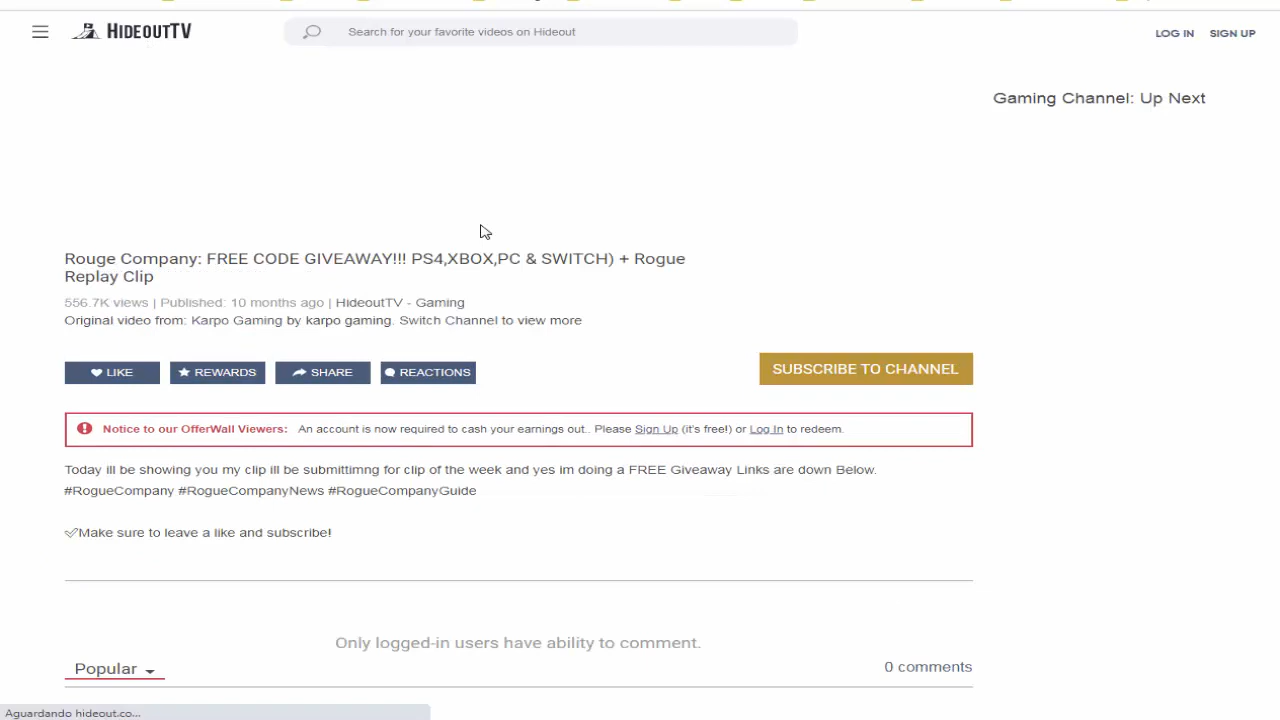 HIDEOUTTV
Search for your favorite videos on Hideout
LOG IN
SIGN UP
Gaming Channel: Up Next
Rouge Company: FREE CODE GIVEAWAY!!! PS4,XBOX,PC & SWITCH) + Rogue
Replay Clip
556.7K views | Published: 10 months ago | HideoutTV - Gaming
Original video from: Karpo Gaming by karpo gaming. Switch Channel to view more
LIKE
REWARDS
SHARE
REACTIONS
SUBSCRIBE TO CHANNEL
Notice to our OfferWall Viewers: An account is now required to cash your earnings out.. Please Sign Up (it's free!) or Log In to redeem.
Today ill be showing you my clip ill be submittimng for clip of the week and yes im doing a FREE Giveaway Links are down Below.
#RogueCompany #RogueCompanyNews #RogueCompanyGuide
✅Make sure to leave a like and subscribe!
Only logged-in users have ability to comment.
Popular
0 comments
Aguardando hideout.co...